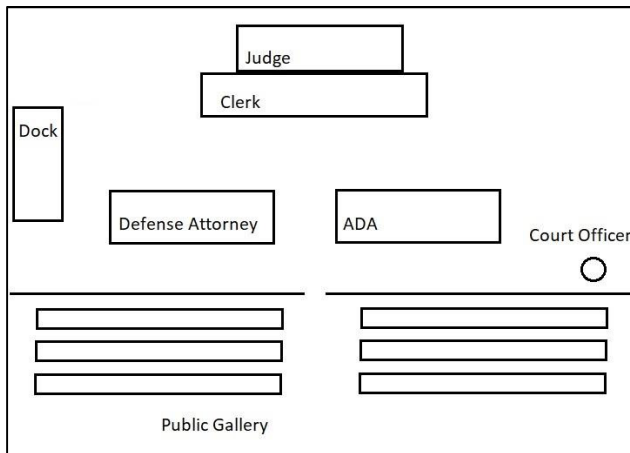 Judge
Clerk
Dock
Defense Attorney
ADA
Court Officer
Public Gallery